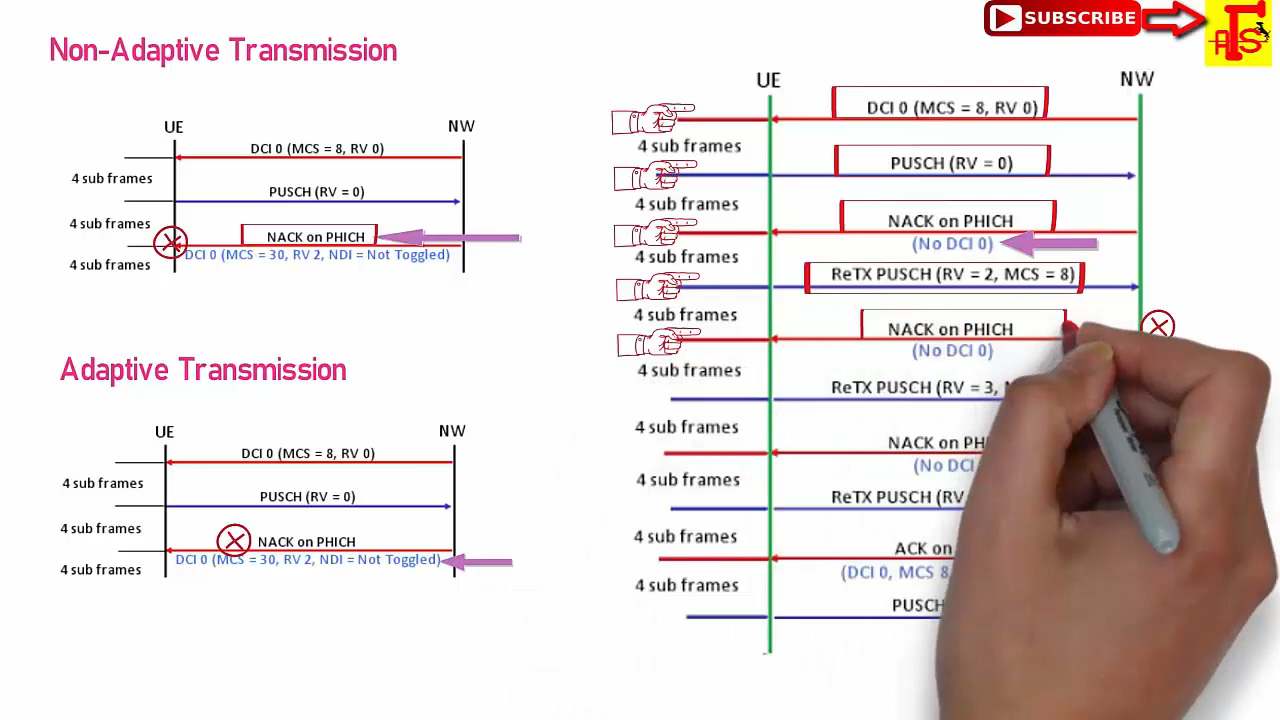 SUBSCRIBE
Non-Adaptive Transmission
UE
NW
DCI 0 (MCS = 8, RV 0)
4 sub frames
PUSCH (RV = 0)
4 sub frames
NACK on PHICH
DCI 0 (MCS = 30, RV 2, NDI = Not Toggled)
4 sub frames
Adaptive Transmission
UE
NW
DCI 0 (MCS = 8, RV 0)
4 sub frames
PUSCH (RV = 0)
4 sub frames
NACK on PHICH
DCI 0 (MCS = 30, RV 2, NDI = Not Toggled)
4 sub frames
UE
NW
DCI 0 (MCS = 8, RV 0)
4 sub frames
PUSCH (RV = 0)
4 sub frames
NACK on PHICH
(No DCI 0)
4 sub frames
ReTX PUSCH (RV = 2, MCS = 8)
4 sub frames
NACK on PHICH
(No DCI 0)
4 sub frames
ReTX PUSCH (RV = 3,
4 sub frames
NACK on PH
(No DCI
4 sub frames
ReTX PUSCH (RV
4 sub frames
ACK on
(DCI 0, MCS 8
4 sub frames
PUSCH